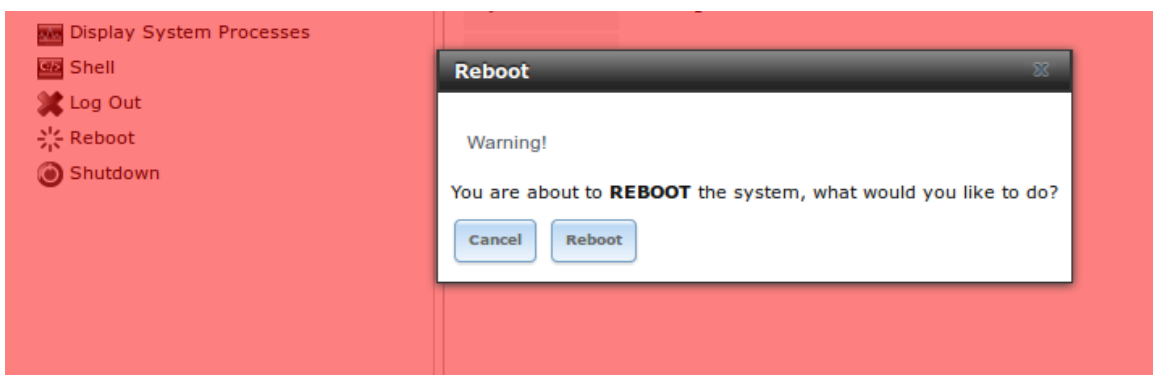 Display System Processes
Shell
Log Out
Reboot
Shutdown
Reboot
Warning!
You are about to REBOOT the system, what would you like to do?
Cancel
Reboot